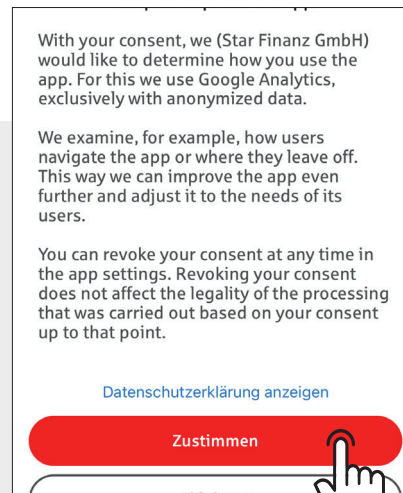 With your consent, we (Star Finanz GmbH)
would like to determine how you use the
app. For this we use Google Analytics,
exclusively with anonymized data.
We examine, for example, how users
navigate the app or where they leave off.
This way we can improve the app even
further and adjust it to the needs of its
users.
You can revoke your consent at any time in
the app settings. Revoking your consent
does not affect the legality of the processing
that was carried out based on your consent
up to that point.
Datenschutzerklärung anzeigen
Zustimmen